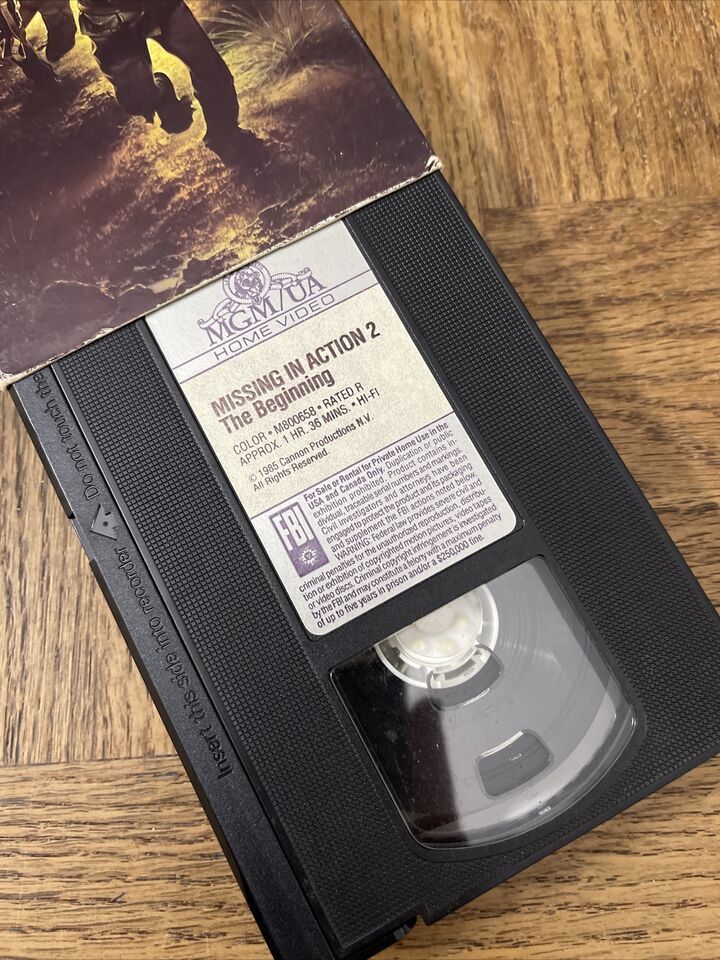 MGM/UA
HOME VIDEO
MISSING IN ACTION 2
The Beginning
COLOR • M800658 • RATED R
APPROX. 1 HR. 36 MINS. • HI-FI
© 1985 Cannon Productions N.V.
All Rights Reserved.
FBI
For Sale or Rental for Private Home Use in the
USA and Canada Only. Duplication or public
exhibition prohibited. Product contains in-
dividual, traceable serial numbers and markings.
Civil investigators and attorneys have been
engaged to protect the product and its packaging
and supplement the FBI actions noted below.
WARNING: Federal law provides severe civil and
criminal penalties for the unauthorized reproduction, distribu-
tion or exhibition of copyrighted motion pictures, video tapes
or video discs. Criminal copyright infringement is investigated
by the FBI and may constitute a felony with a maximum penalty
of up to five years in prison and/or a $250,000 fine.
Insert this side into recorder
Do not touch the